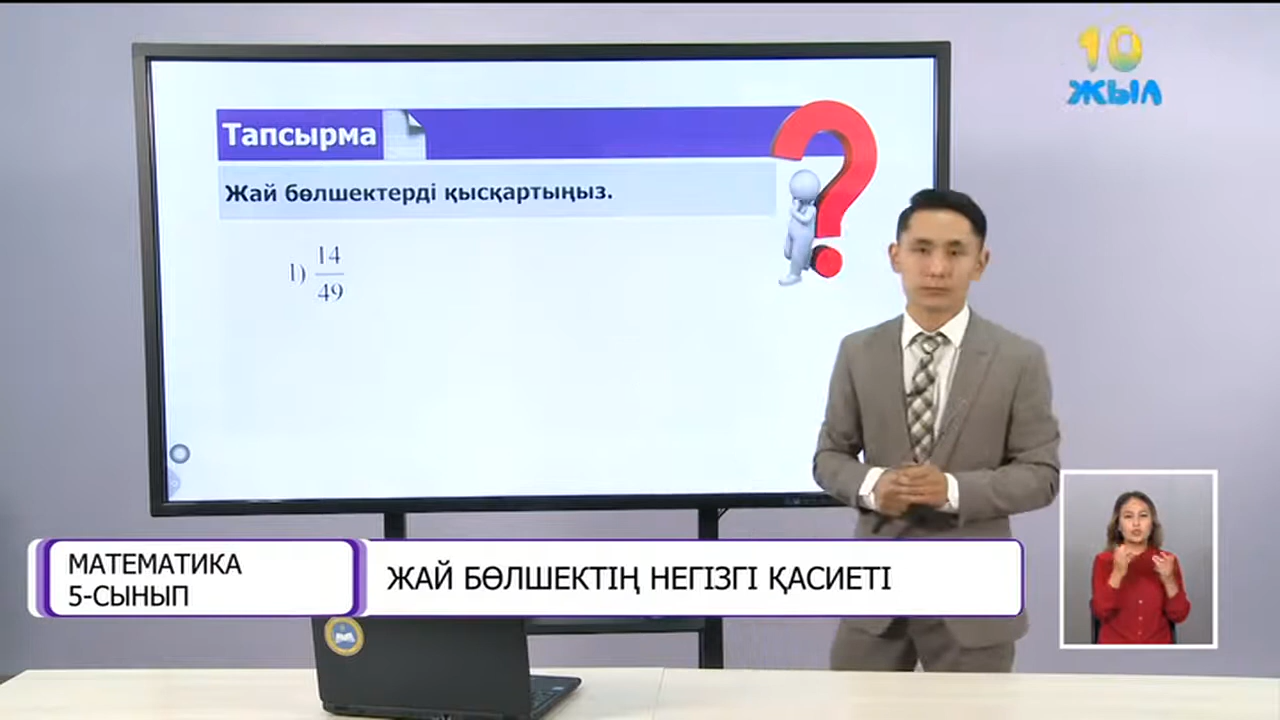 10
ЖЫЛ
Тапсырма
Жай бөлшектерді қысқартыңыз.
1) 14
49
МАТЕМАТИКА
5-СЫНЫП
ЖАЙ БӨЛШЕКТІҢ НЕГІЗГІ ҚАСИЕТІ